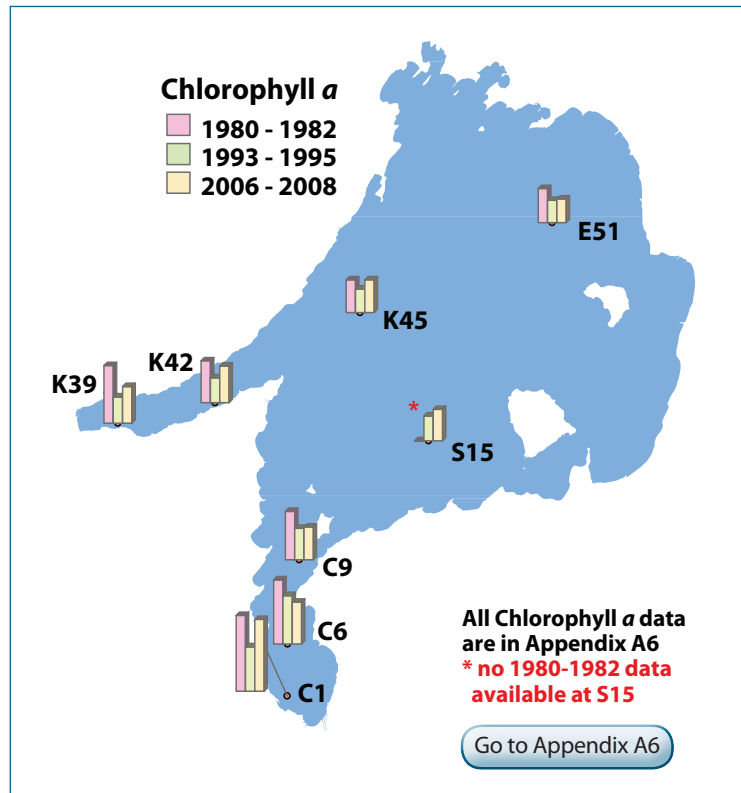 Chlorophyll a
1980 - 1982
1993 - 1995
2006 - 2008
E51
K45
K42
K39
*
S15
C9
C6
C1
All Chlorophyll a data
are in Appendix A6
* no 1980-1982 data
available at S15
Go to Appendix A6